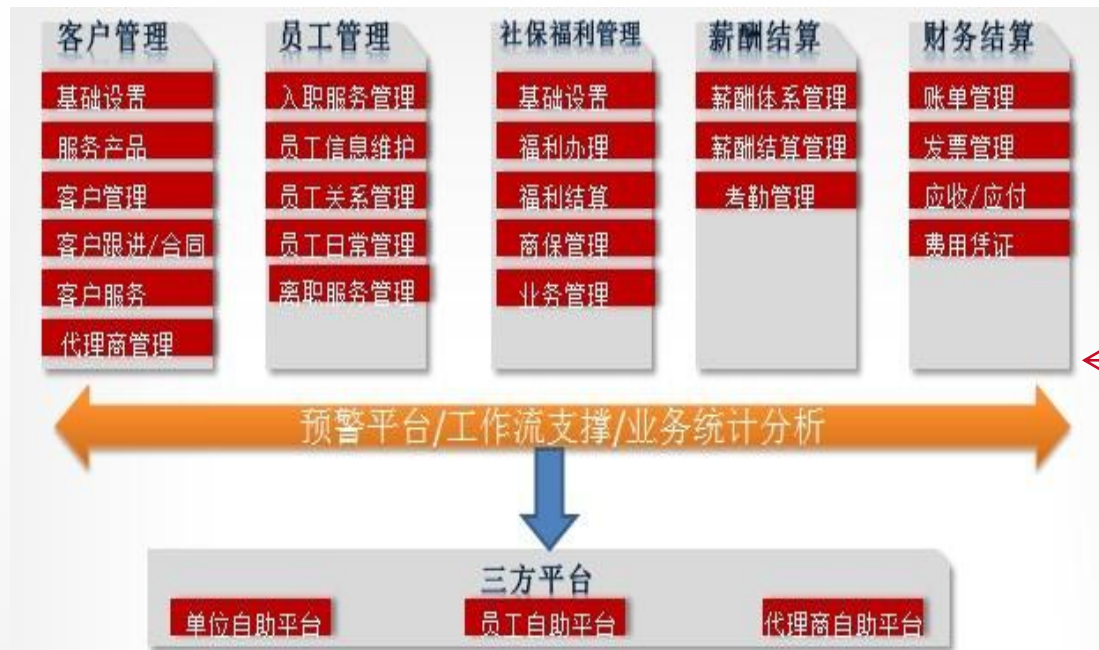 客户管理
基础设置
服务产品
客户管理
客户跟进/合同
客户服务
代理商管理
员工管理
入职服务管理
员工信息维护
员工关系管理
员工日常管理
离职服务管理
社保福利管理
基础设置
福利办理
福利结算
商保管理
业务管理
薪酬结算
薪酬体系管理
薪酬结算管理
考勤管理
财务结算
账单管理
发票管理
应收/应付
费用凭证
预警平台/工作流支撑/业务统计分析
三方平台
单位自助平台
员工自助平台
代理商自助平台